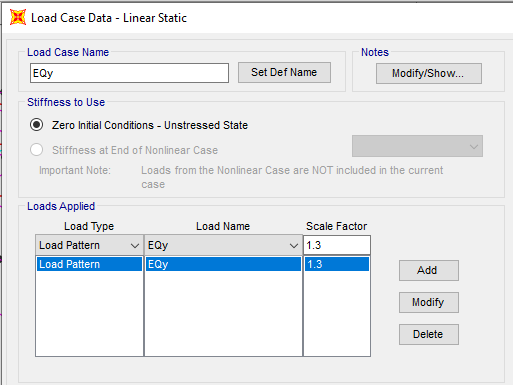 Load Case Data - Linear Static
Load Case Name
EQy
Set Def Name
Notes
Modify/Show...
Stiffness to Use
Zero Initial Conditions - Unstressed State
Stiffness at End of Nonlinear Case
Important Note: Loads from the Nonlinear Case are NOT included in the current
case
Loads Applied
Load Type Load Name Scale Factor
Load Pattern EQy 1.3
Load Pattern EQy 1.3
Add
Modify
Delete